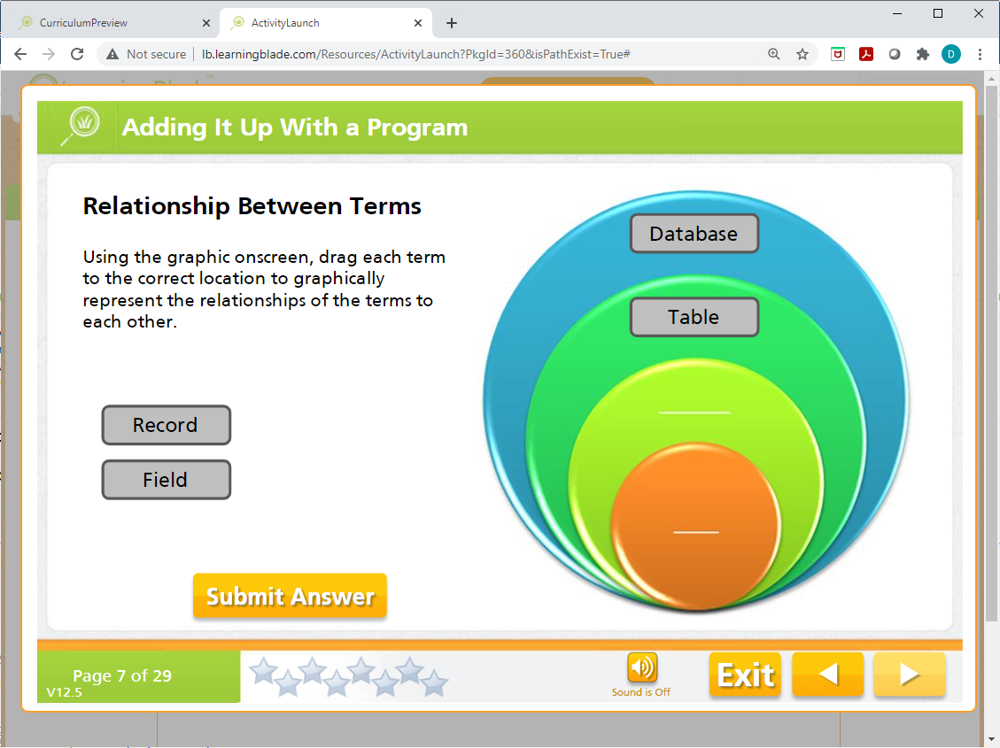 CurriculumPreview
ActivityLaunch
Not secure
lb.learningblade.com/Resources/ActivityLaunch?PkgId=360&isPathExist=True#
D
Adding It Up With a Program
Relationship Between Terms
Using the graphic onscreen, drag each term
to the correct location to graphically
represent the relationships of the terms to
each other.
Record
Field
Submit Answer
Database
Table
Page 7 of 29
V12.5
Sound is Off
Exit